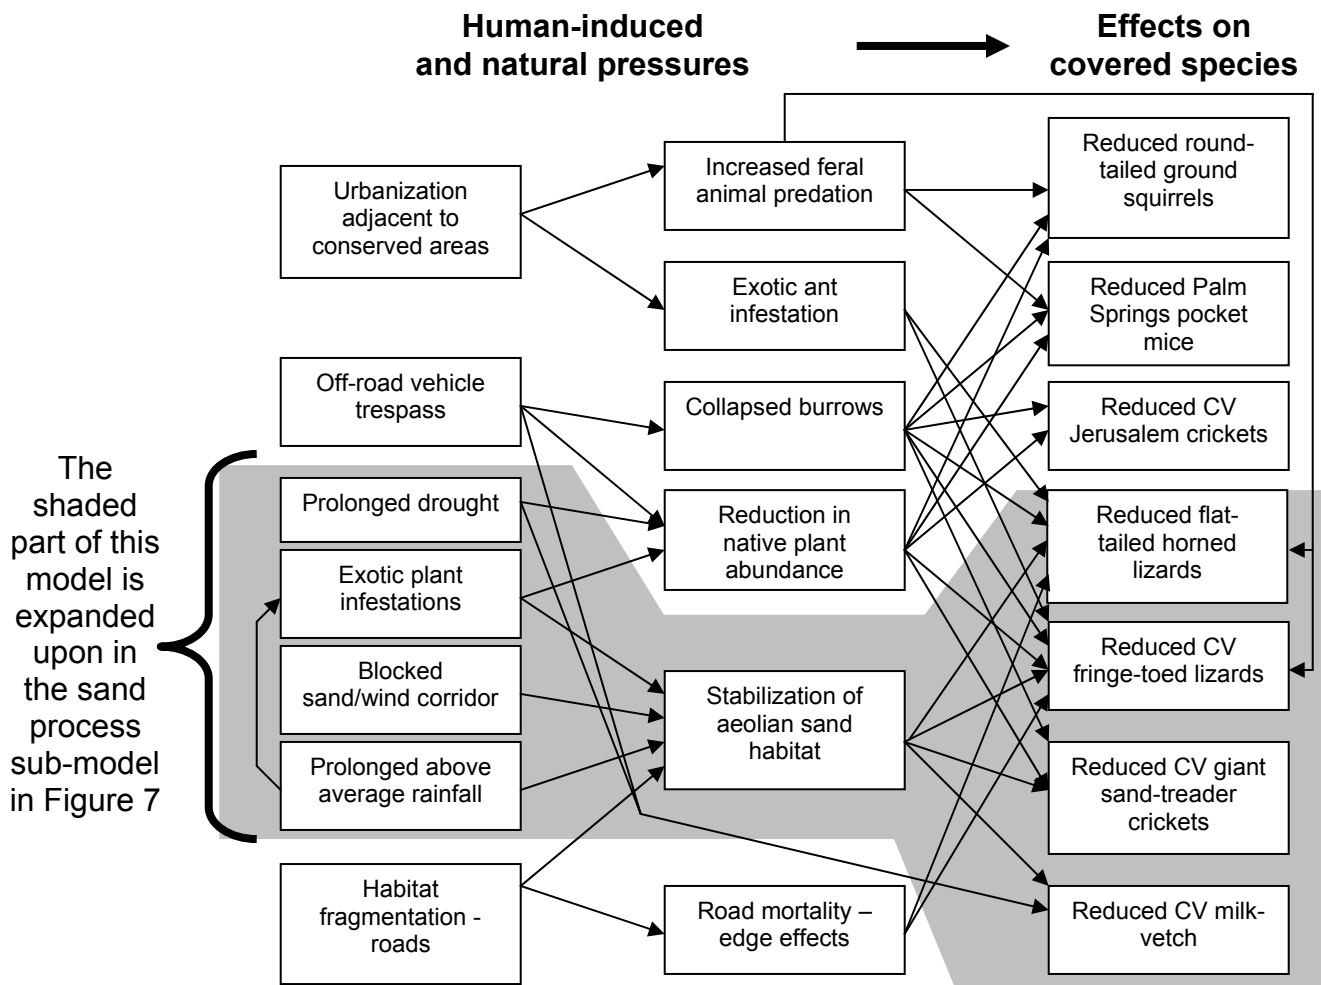 Human-induced
and natural pressures
Effects on
covered species
Urbanization
adjacent to
conserved areas
Off-road vehicle
trespass
The
shaded
part of this
model is
expanded
upon in
the sand
process
sub-model
in Figure 7
Prolonged drought
Exotic plant
infestations
Blocked
sand/wind corridor
Prolonged above
average rainfall
Habitat
fragmentation -
roads
Increased feral
animal predation
Exotic ant
infestation
Collapsed burrows
Reduction in
native plant
abundance
Stabilization of
aeolian sand
habitat
Road mortality –
edge effects
Reduced round-
tailed ground
squirrels
Reduced Palm
Springs pocket
mice
Reduced CV
Jerusalem crickets
Reduced flat-
tailed horned
lizards
Reduced CV
fringe-toed lizards
Reduced CV giant
sand-treader
crickets
Reduced CV milk-
vetch